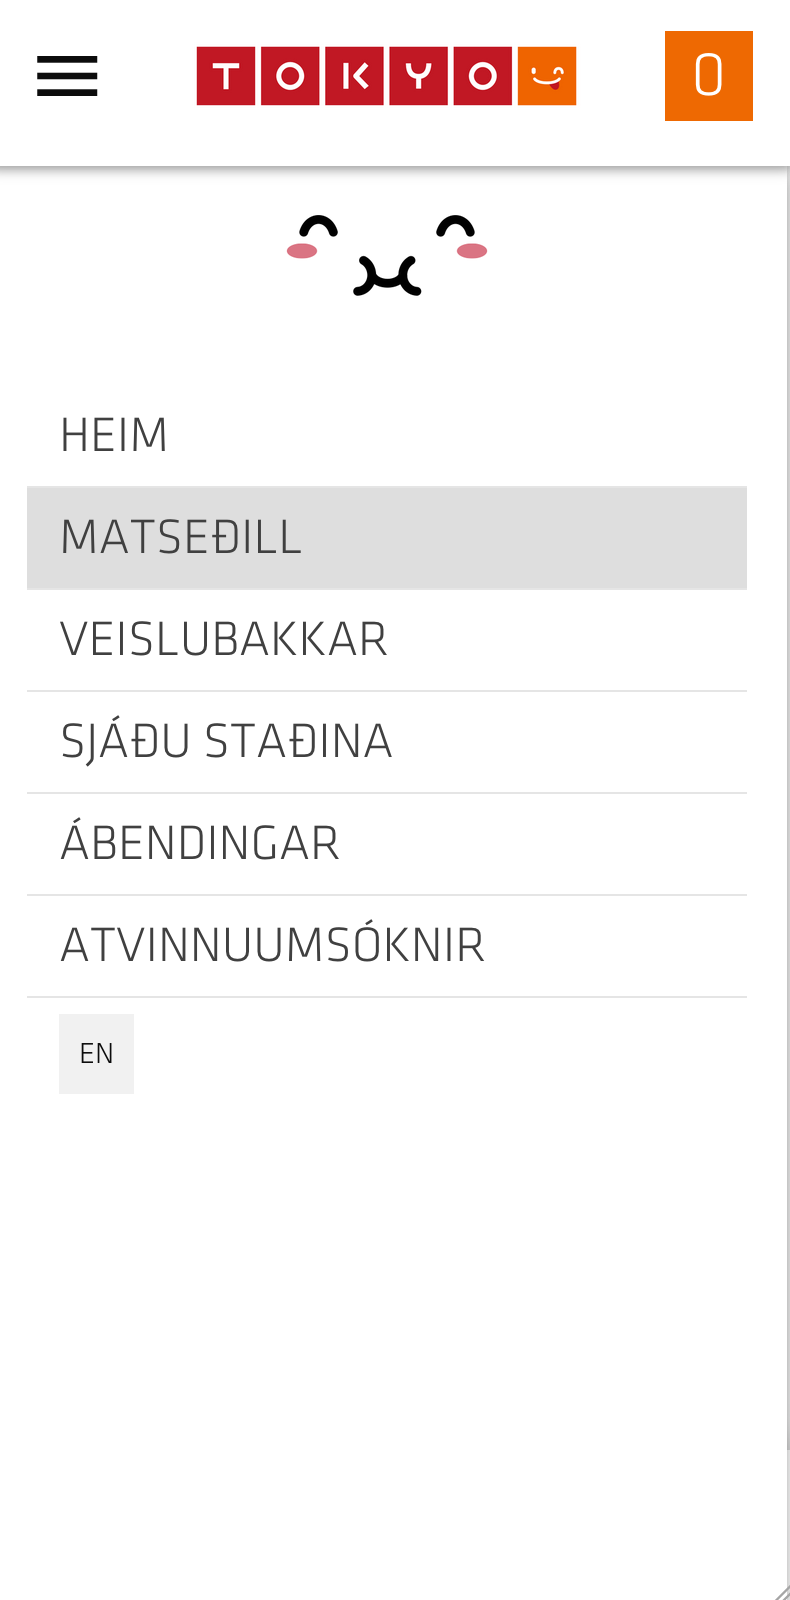 TOKYO
0
HEIM
MATSEÐILL
VEISLUBAKKAR
SJÁÐU STAÐINA
ÁBENDINGAR
ATVINNUUMSÓKNIR
EN